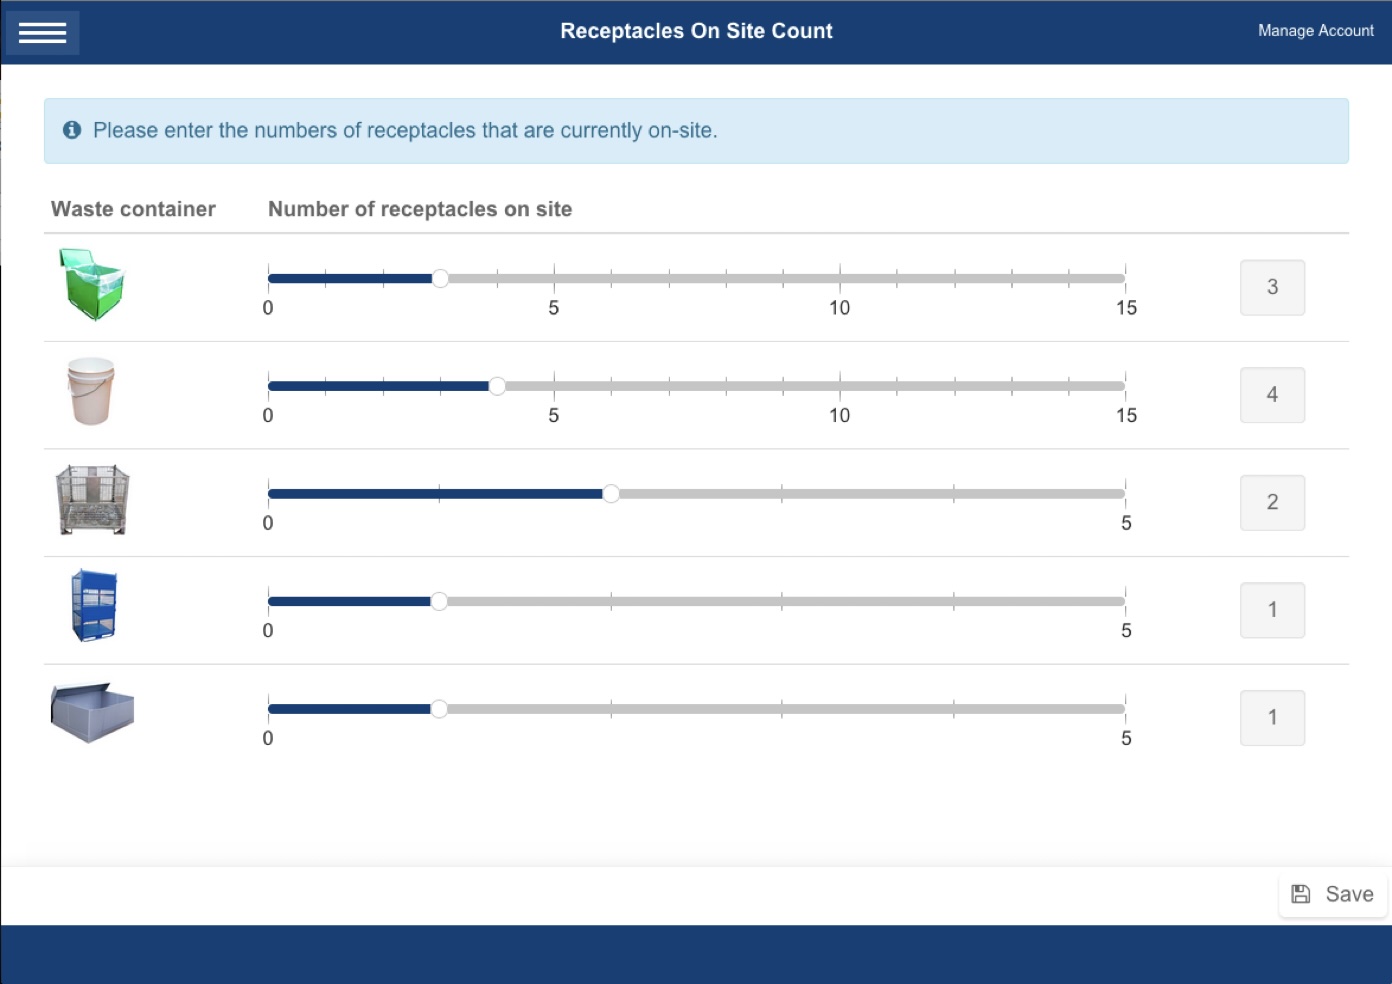 Receptacles On Site Count
Manage Account
Please enter the numbers of receptacles that are currently on-site.
Waste container Number of receptacles on site
0 5 10 15 3
0 5 10 15 4
0 5 2
0 5 1
0 5 1
Save